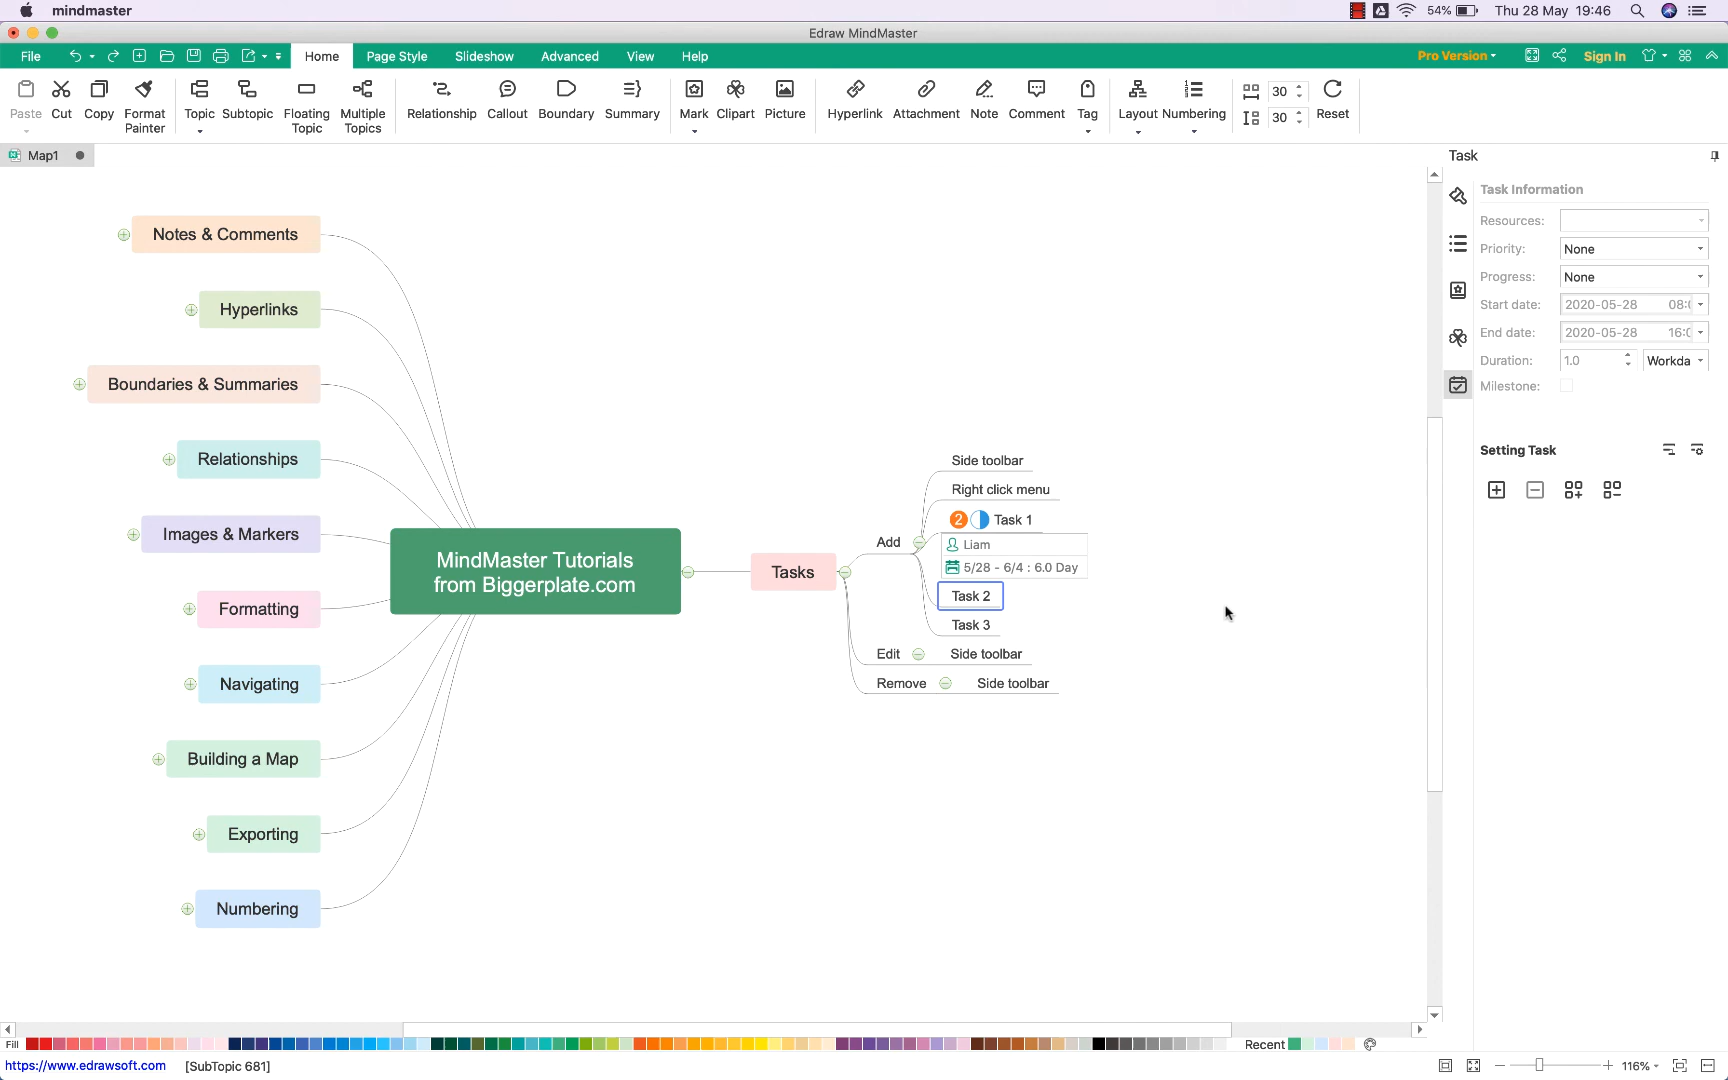 mindmaster
54%
Thu 28 May 19:46
Edraw MindMaster
File
Home
Page Style
Slideshow
Advanced
View
Help
Pro Version
Sign In
Paste
Cut
Copy
Format
Painter
Topic
Subtopic
Floating
Topic
Multiple
Topics
Relationship
Callout
Boundary
Summary
Mark
Clipart
Picture
Hyperlink
Attachment
Note
Comment
Tag
Layout
Numbering
30
30
Reset
Map1
Notes & Comments
Hyperlinks
Boundaries & Summaries
Relationships
Images & Markers
Formatting
Navigating
Building a Map
Exporting
Numbering
MindMaster Tutorials
from Biggerplate.com
Tasks
Add
Side toolbar
Right click menu
2 Task 1
Liam
5/28 - 6/4 : 6.0 Day
Task 2
Task 3
Edit
Side toolbar
Remove
Side toolbar
Task
Task Information
Resources:
Priority: None
Progress: None
Start date: 2020-05-28 08:
End date: 2020-05-28 16:
Duration: 1.0 Workda
Milestone:
Setting Task
Fill
Recent
https://www.edrawsoft.com
[SubTopic 681]
116%